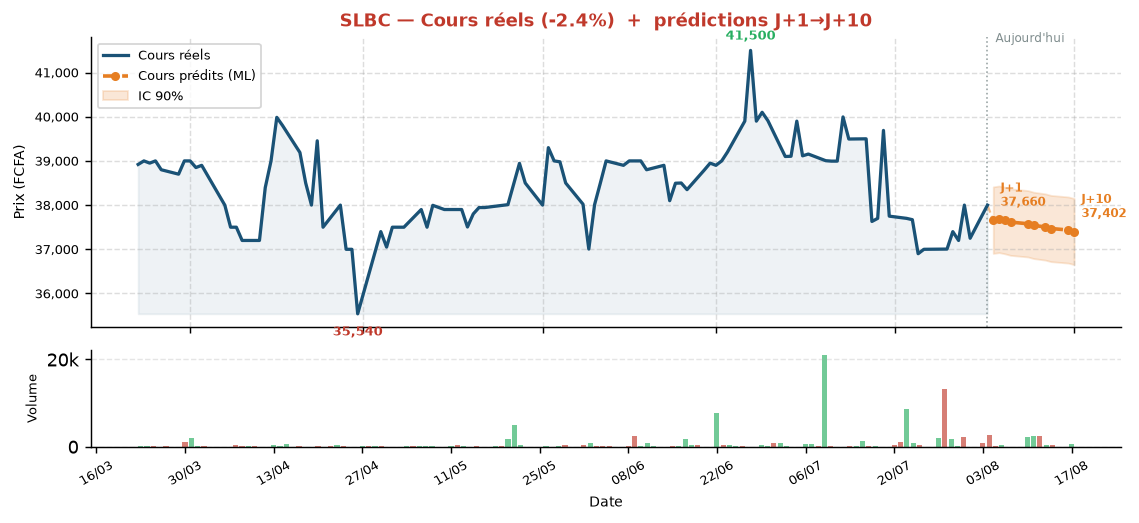 SLBC — Cours réels (-2.4%)  +  prédictions J+1→J+10
41,500
Aujourd'hui
Cours réels
Cours prédits (ML)
IC 90%
Prix (FCFA)
41,000
40,000
39,000
38,000
37,000
36,000
J+1
37,660
J+10
37,402
35,540
Volume
20k
0
16/03
30/03
13/04
27/04
11/05
25/05
08/06
22/06
06/07
20/07
03/08
17/08
Date